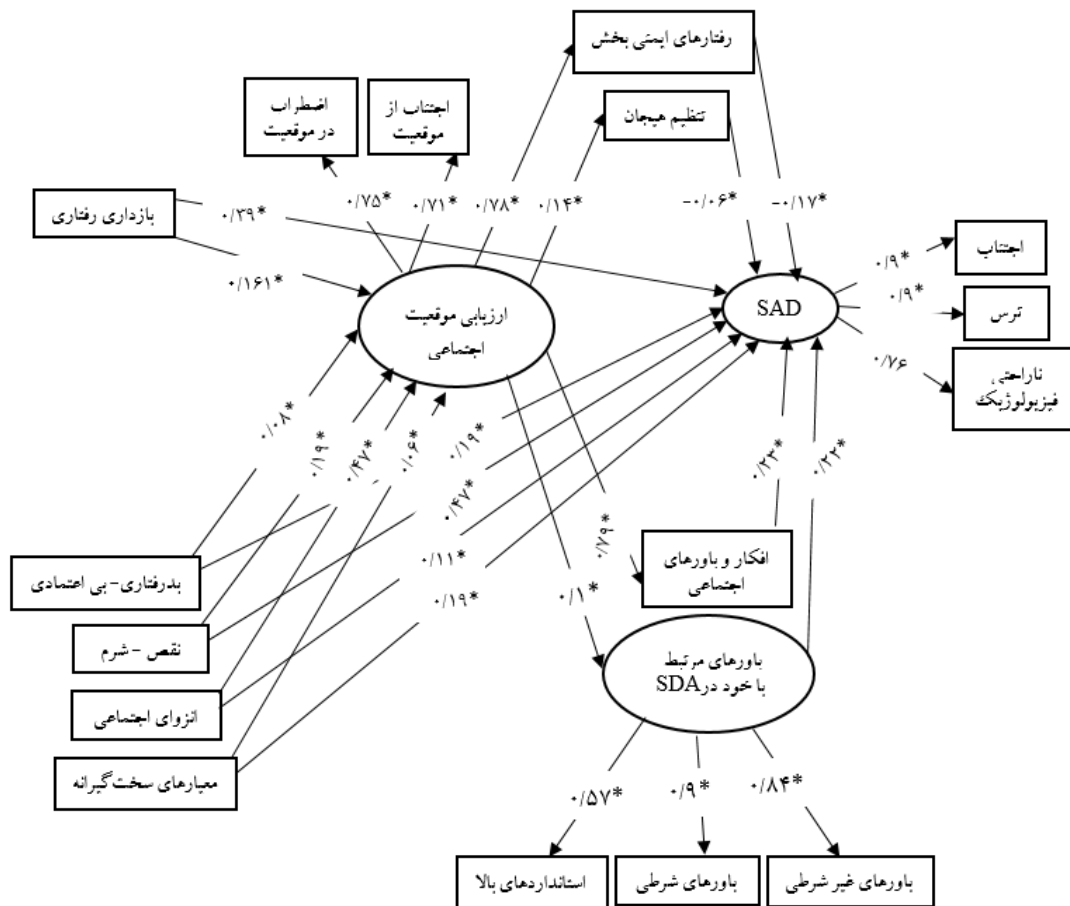 رفتارهای ایمنی بخش
تنظیم هیجان
اجتناب از
موقعیت
اضطراب
در موقعیت
بازداری رفتاری
۰/۳۹*
۰/۷۵*
۰/۷۱*
۰/۷۸*
۰/۱۴*
-۰/۰۶*
-۰/۱۷*
۰/۱۶۱*
ارزیابی موقعیت
اجتماعی
SAD
۰/۹*
۰/۹*
۰/۷۶
اجتناب
ترس
ناراحتی
فیزیولوژیک
۰/۰۸*
۰/۱۹*
۰/۴۷*
۰/۰۶*
۰/۱۹*
۰/۴۷*
۰/۱۱*
۰/۱۹*
۰/۲۳*
۰/۲۲*
۰/۷۹*
۰/۱*
بدرفتاری- بی اعتمادی
نقص - شرم
انزوای اجتماعی
معیارهای سخت‌گیرانه
افکار و باورهای
اجتماعی
باورهای مرتبط
با خود در SDA
۰/۵۷*
۰/۹*
۰/۸۴*
استانداردهای بالا
باورهای شرطی
باورهای غیر شرطی